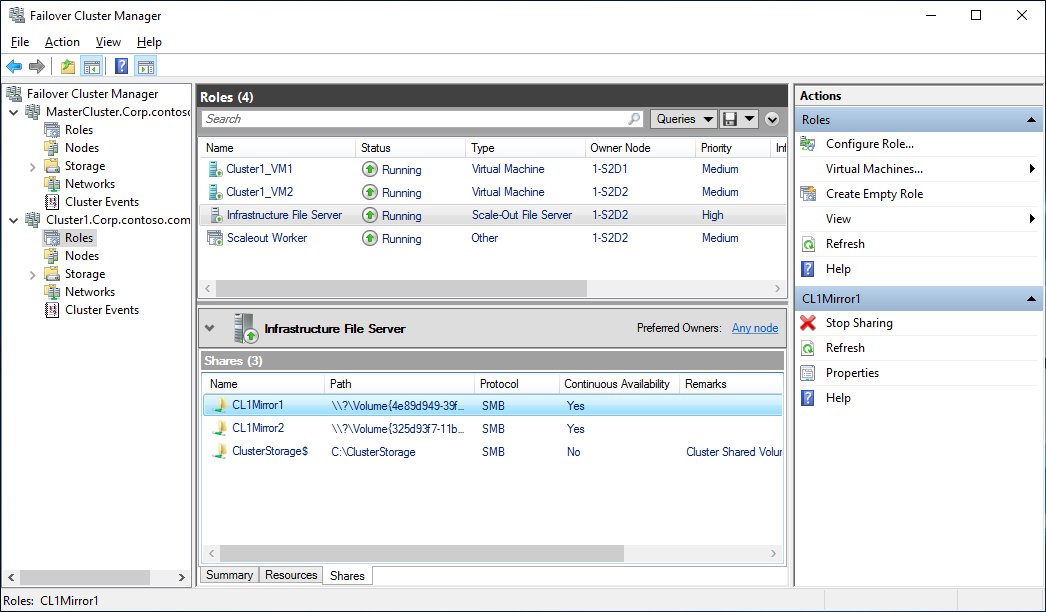 Failover Cluster Manager
File Action View Help
Failover Cluster Manager
MasterCluster.Corp.contoso
Roles
Nodes
Storage
Networks
Cluster Events
Cluster1.Corp.contoso.com
Roles
Nodes
Storage
Networks
Cluster Events
Roles (4)
Search
Queries
Name Status Type Owner Node Priority Inf
Cluster1_VM1 Running Virtual Machine 1-S2D1 Medium
Cluster1_VM2 Running Virtual Machine 1-S2D2 Medium
Infrastructure File Server Running Scale-Out File Server 1-S2D2 High
Scaleout Worker Running Other 1-S2D2 Medium
Infrastructure File Server Preferred Owners: Any node
Shares (3)
Name Path Protocol Continuous Availability Remarks
CL1Mirror1 \\?\Volume{4e89d949-39f... SMB Yes
CL1Mirror2 \\?\Volume{325d93f7-11b... SMB Yes
ClusterStorage$ C:\ClusterStorage SMB No Cluster Shared Volur
Summary Resources Shares
Actions
Roles
Configure Role...
Virtual Machines...
Create Empty Role
View
Refresh
Help
CL1Mirror1
Stop Sharing
Refresh
Properties
Help
Roles: CL1Mirror1